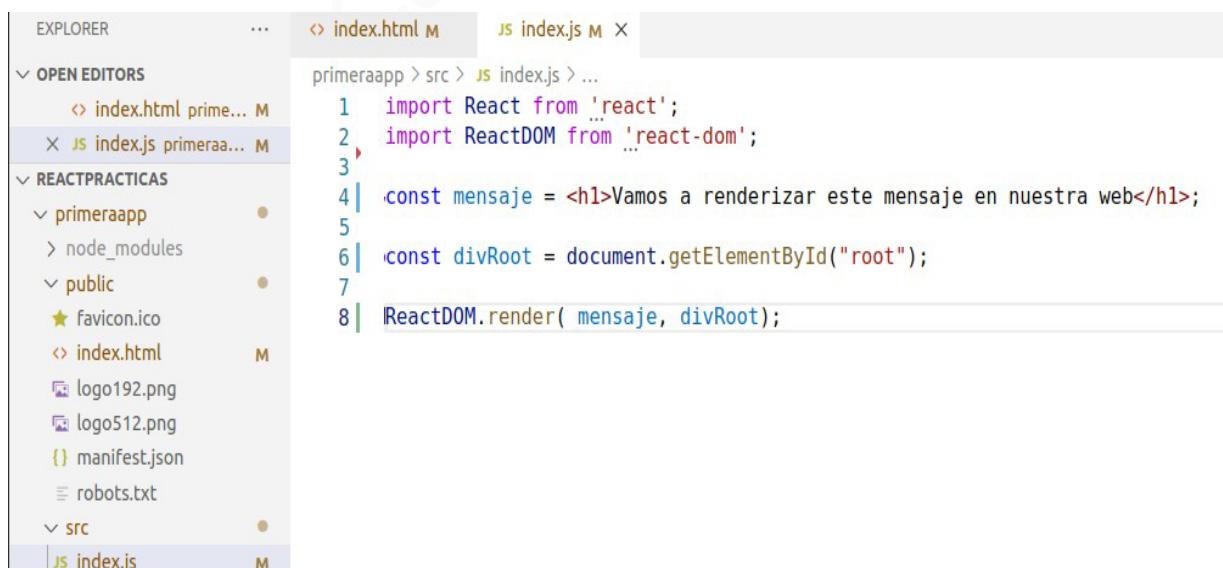 EXPLORER ...
OPEN EDITORS
<> index.html prime... M
X JS index.js primeraa... M
REACTPRACTICAS
primeraapp
node_modules
public
favicon.ico
<> index.html M
logo192.png
logo512.png
{} manifest.json
robots.txt
src
JS index.js M
<> index.html M JS index.js M X
primeraapp > src > JS index.js > ...
1 import React from 'react';
2 import ReactDOM from 'react-dom';
3
4 const mensaje = <h1>Vamos a renderizar este mensaje en nuestra web</h1>;
5
6 const divRoot = document.getElementById("root");
7
8 ReactDOM.render( mensaje, divRoot);